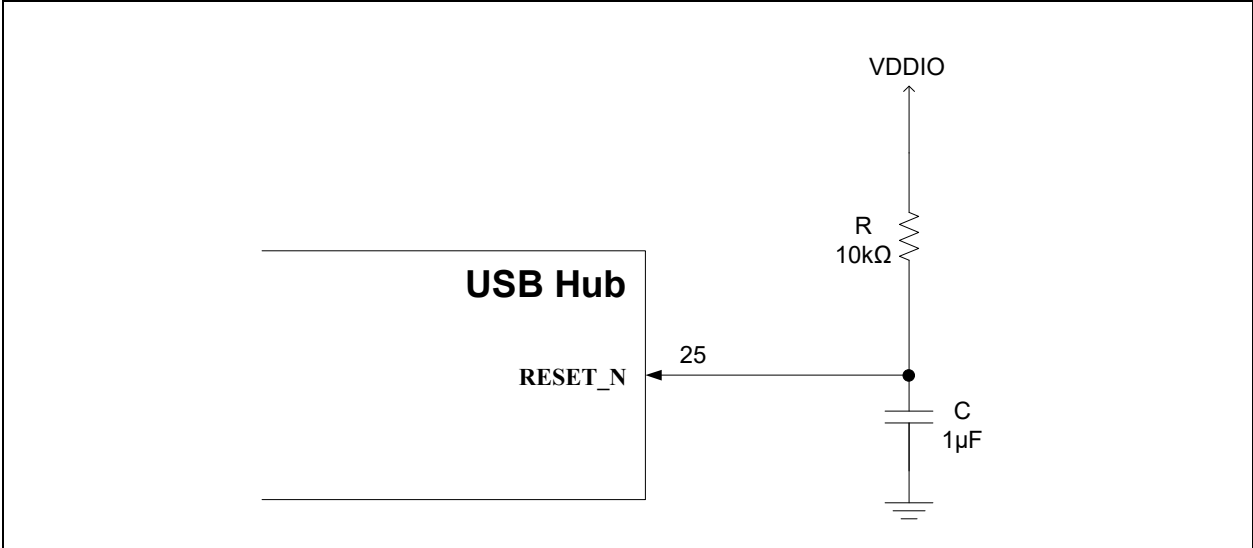 VDDIO
R
10kΩ
USB Hub
25
RESET_N
C
1µF